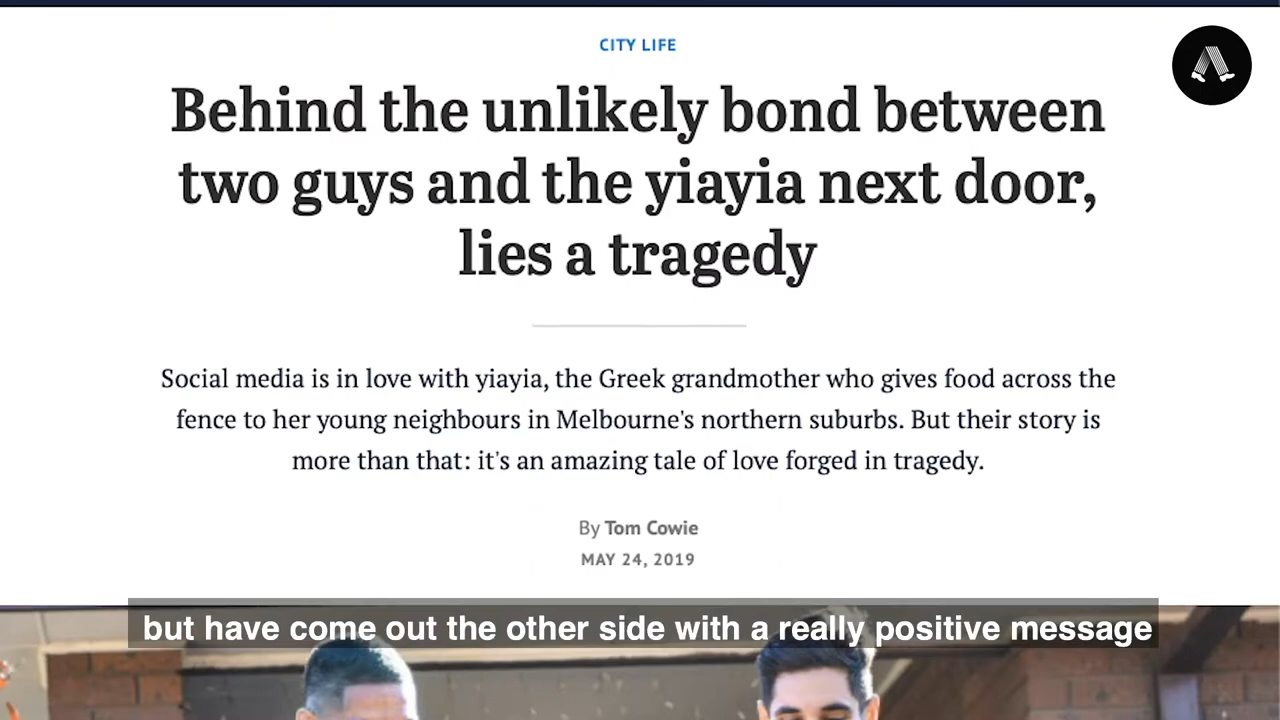 CITY LIFE
Behind the unlikely bond between
two guys and the yiayia next door,
lies a tragedy
Social media is in love with yiayia, the Greek grandmother who gives food across the
fence to her young neighbours in Melbourne's northern suburbs. But their story is
more than that: it's an amazing tale of love forged in tragedy.
By Tom Cowie
MAY 24, 2019
but have come out the other side with a really positive message